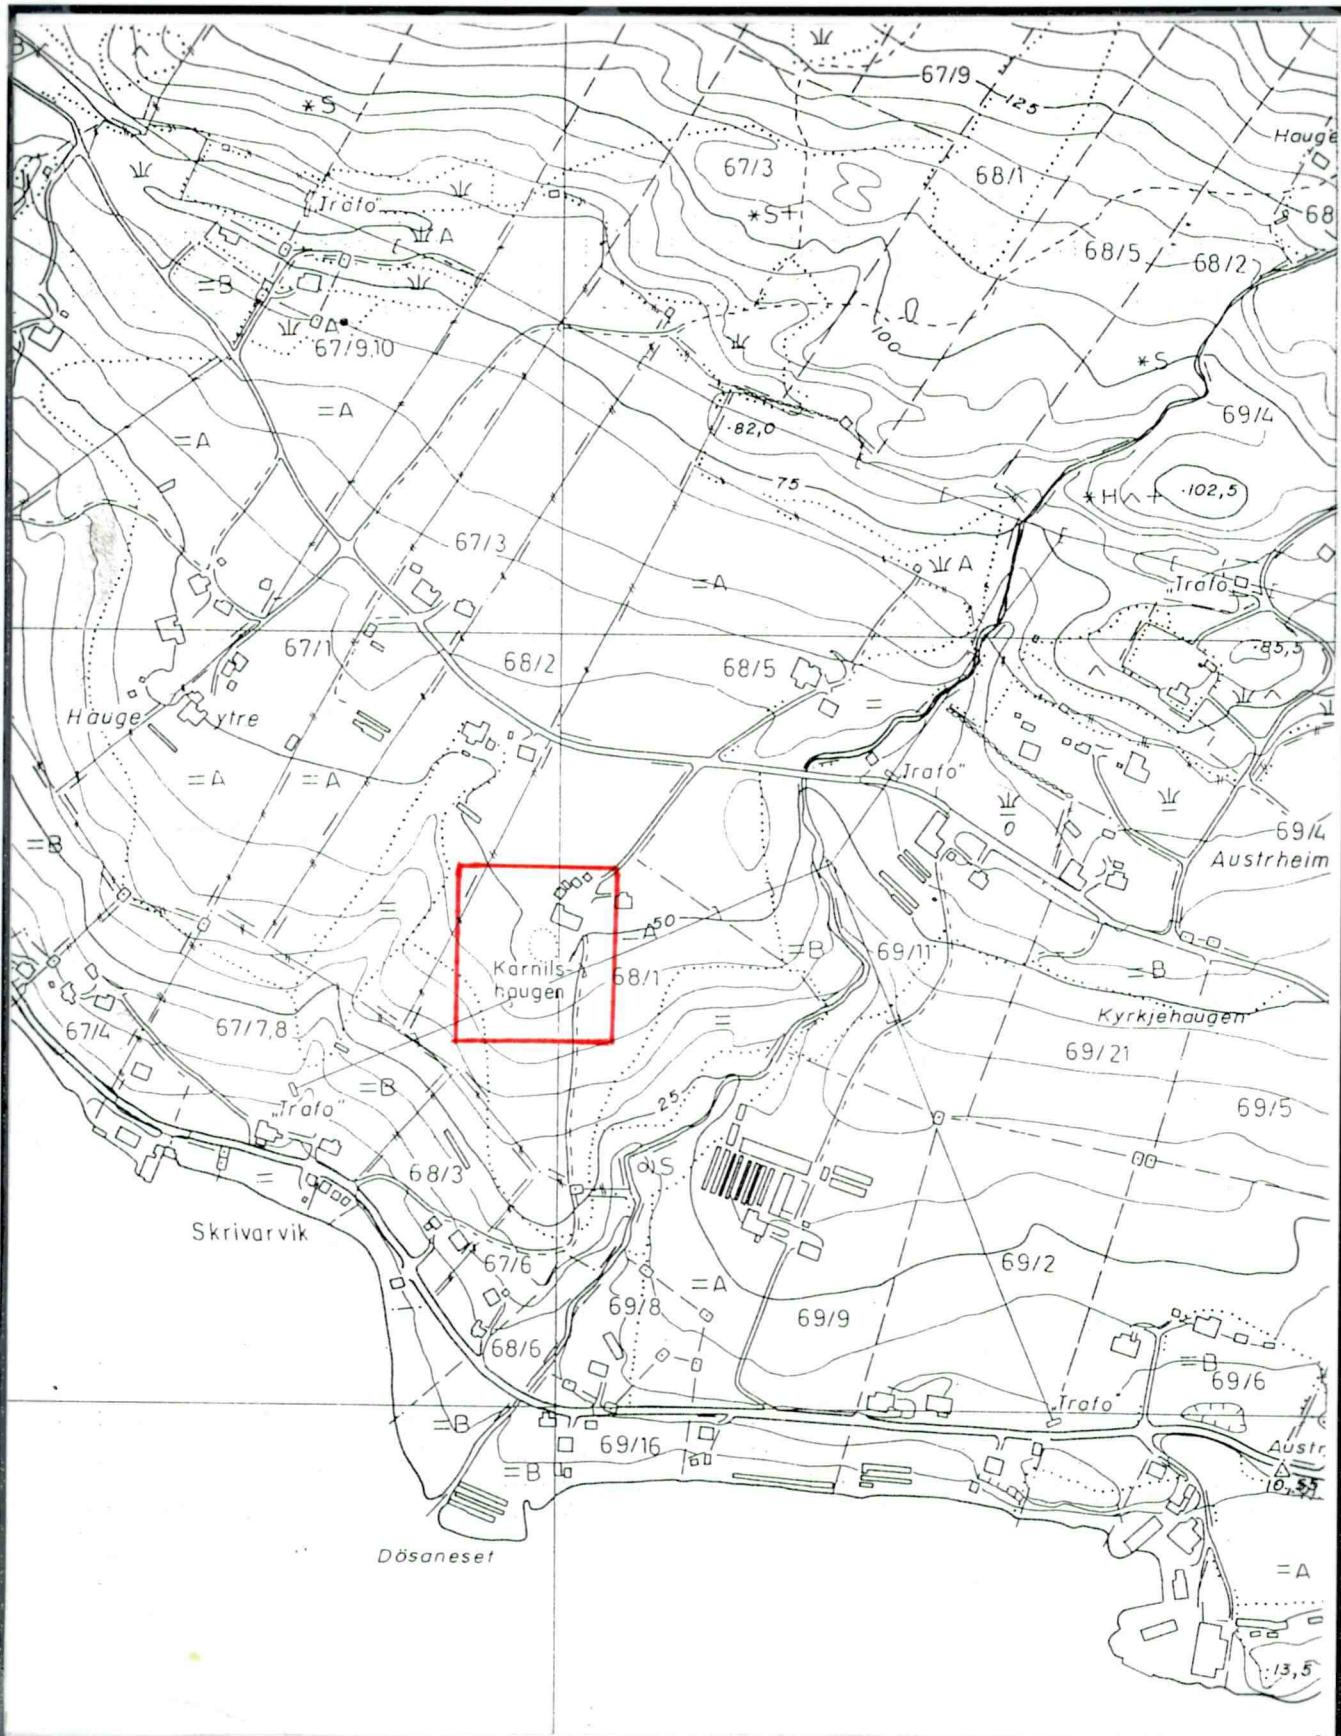 67/9
125
*S
Hauge
67/3
68/1
*S+
68
„Trafo"
A
68/5
68/2
=B
A
67/9,10
100
*S
=A
69/4
=A
82,0
75
*H
102,5
67/3
=A
A
„Trafo"
67/1
68/2
68/5
85,5
=
Hauge ytre
=A
=A
„Trafo"
0
=B
69/4
Austrheim
=
50
=A
=B
69/11
Karnils-
haugen
68/1
=B
67/4
67/7,8
=
Kyrkjehaugen
69/21
=B
25
69/5
„Trafo"
68/3
S
=
Skrivarvik
67/6
=A
69/2
69/8
69/9
68/6
=B
69/6
„Trafo"
=B
69/16
Austr
=B
10,55
Dösaneset
=A
13,5